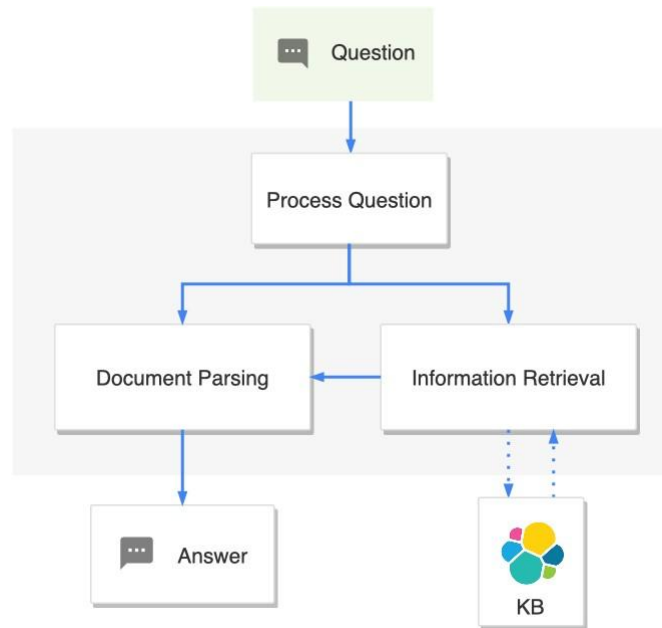 Question
Process Question
Document Parsing
Information Retrieval
Answer
KB